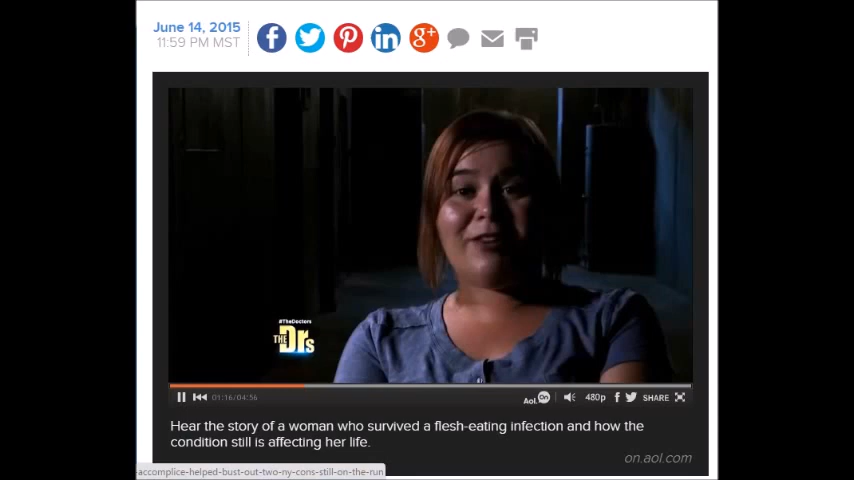 June 14, 2015
11:59 PM MST
#TheDoctors
THE Drs
01:16/04:56
Aol. On
480p
SHARE
Hear the story of a woman who survived a flesh-eating infection and how the
condition still is affecting her life.
on.aol.com
accomplice-helped-bust-out-two-ny-cons-still-on-the-run